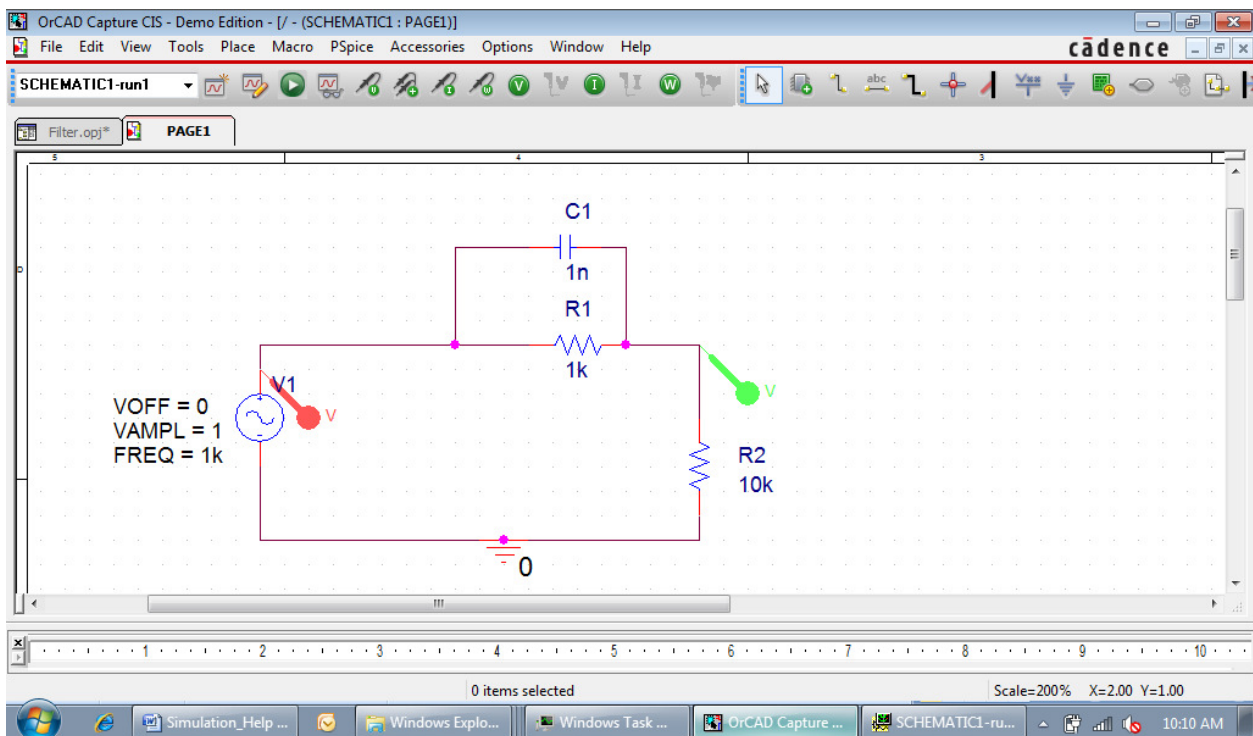 OrCAD Capture CIS - Demo Edition - [/ - (SCHEMATIC1 : PAGE1)]
File Edit View Tools Place Macro PSpice Accessories Options Window Help
cādence
SCHEMATIC1-run1
abc
Filter.opj*
PAGE1
5 4 3
C1
1n
R1
1k
V1
V
V
VOFF = 0
VAMPL = 1
FREQ = 1k
R2
10k
0
1 2 3 4 5 6 7 8 9 10
0 items selected
Scale=200% X=2.00 Y=1.00
Simulation_Help ...
Windows Explo...
Windows Task ...
OrCAD Capture ...
SCHEMATIC1-ru...
10:10 AM